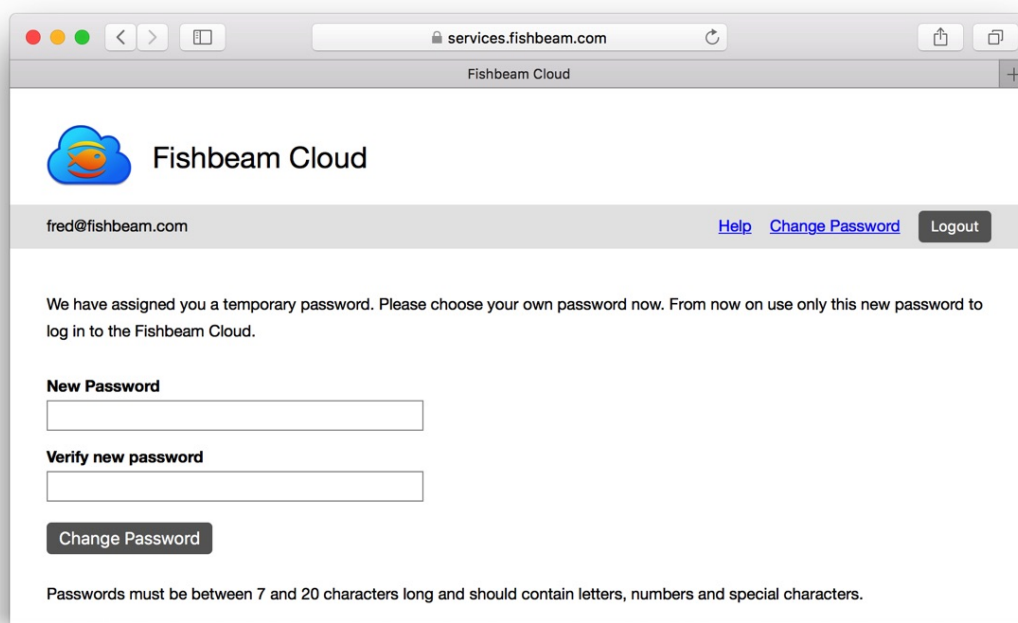 services.fishbeam.com
Fishbeam Cloud
Fishbeam Cloud
fred@fishbeam.com
Help Change Password Logout
We have assigned you a temporary password. Please choose your own password now. From now on use only this new password to
log in to the Fishbeam Cloud.
New Password
Verify new password
Change Password
Passwords must be between 7 and 20 characters long and should contain letters, numbers and special characters.